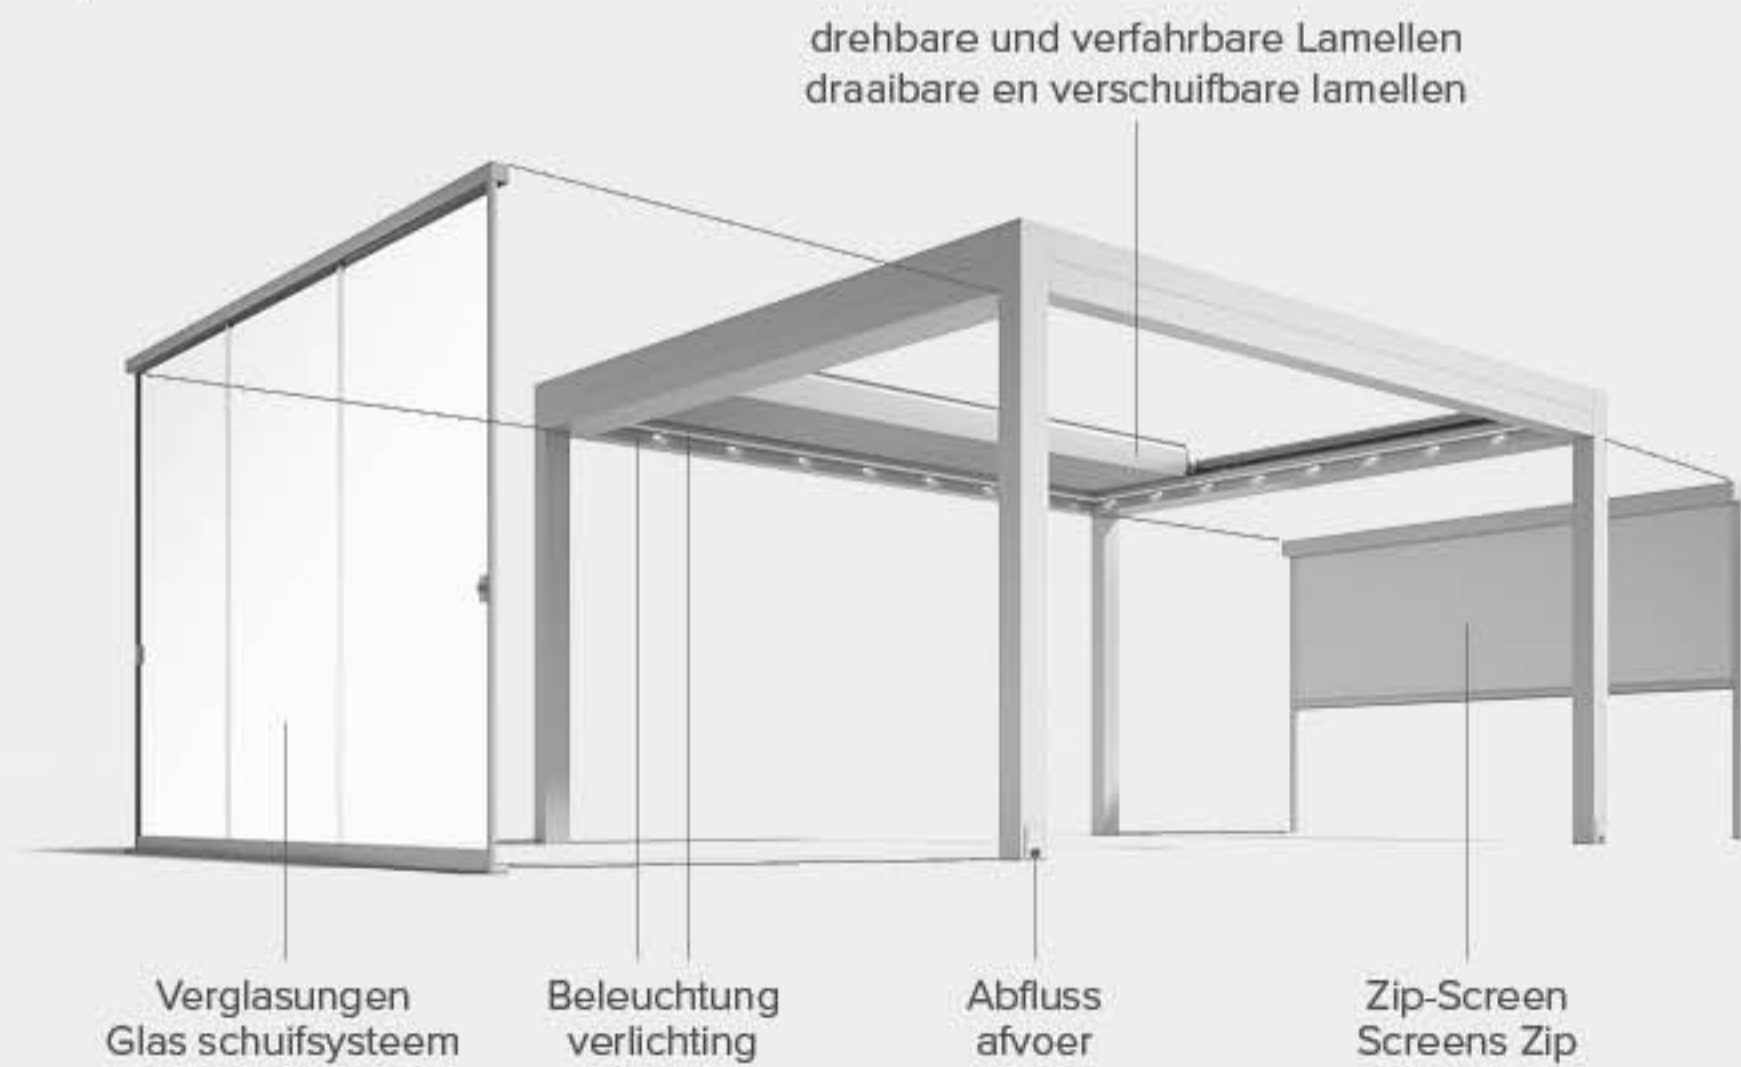 drehbare und verfahrbare Lamellen
draaibare en verschuifbare lamellen
Verglasungen
Glas schuifsysteem
Beleuchtung
verlichting
Abfluss
afvoer
Zip-Screen
Screens Zip